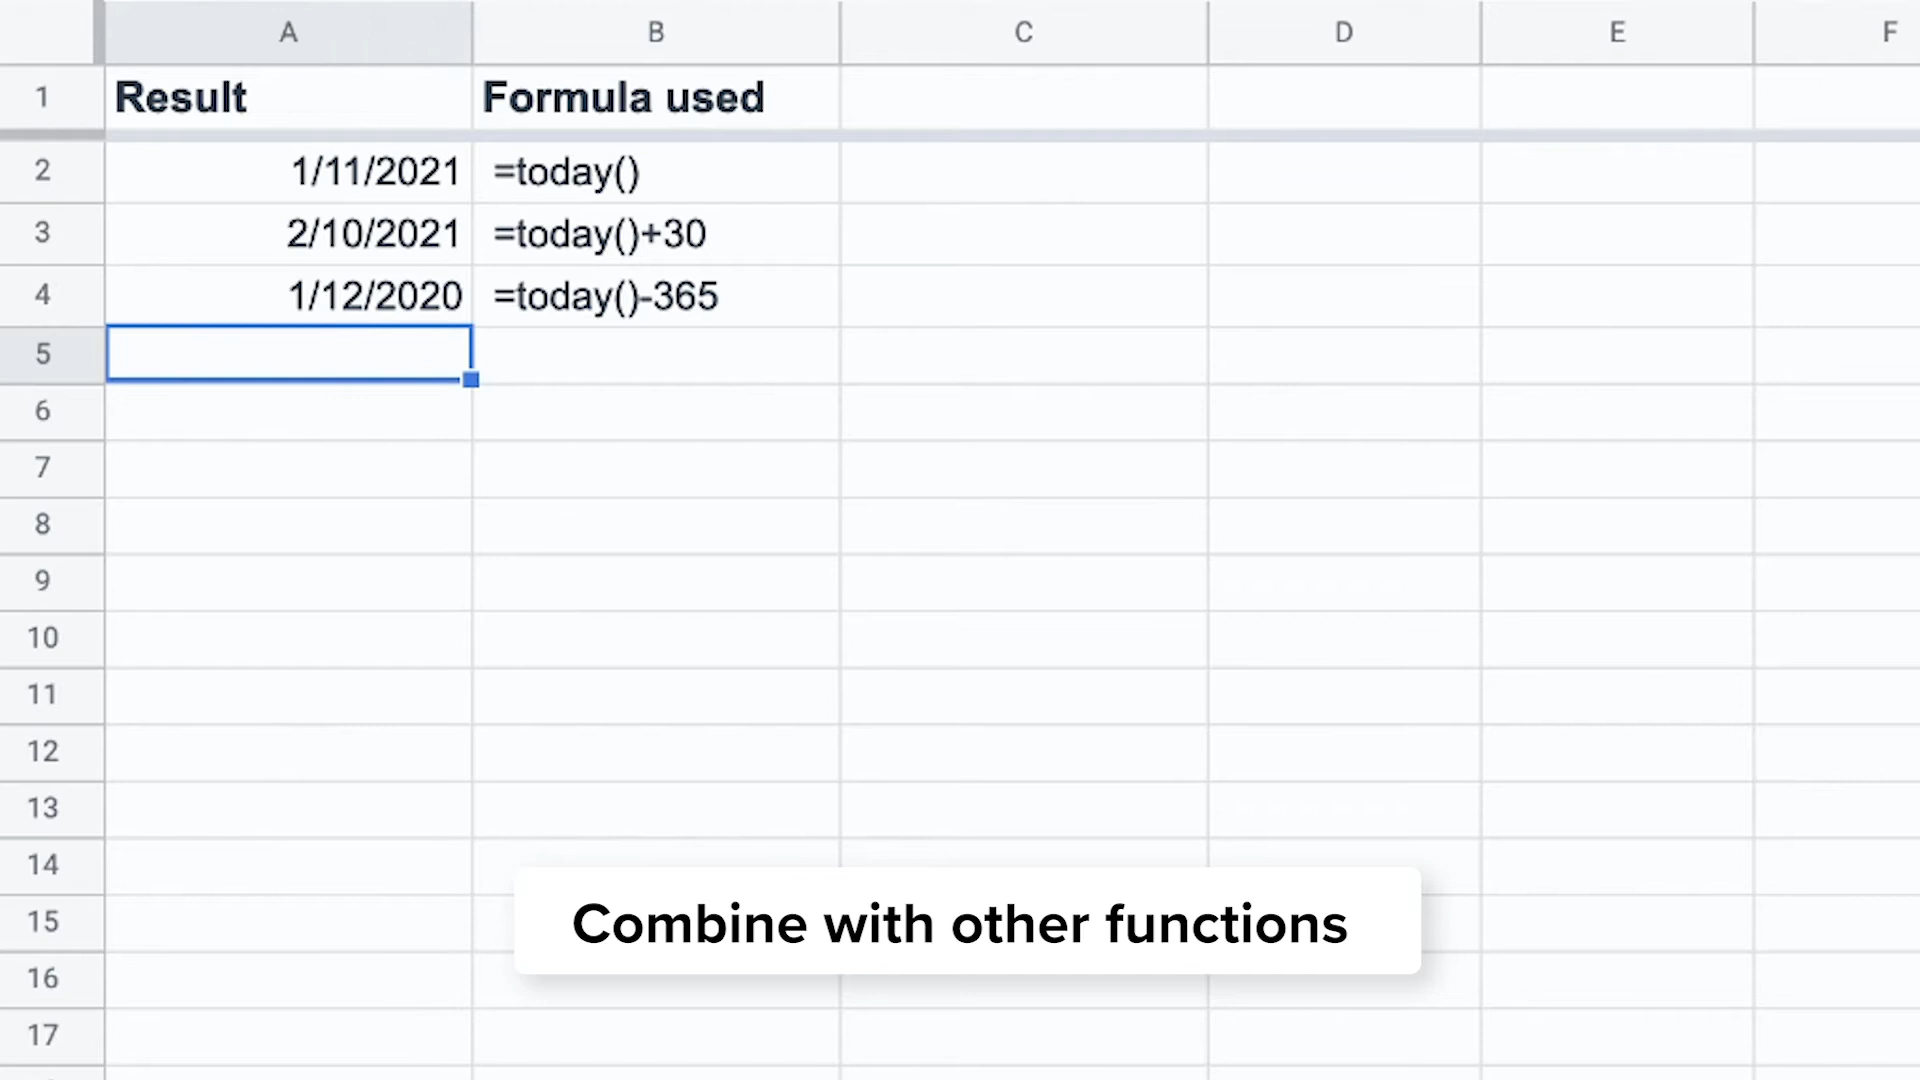 A B C D E F
1 Result Formula used
2 1/11/2021 =today()
3 2/10/2021 =today()+30
4 1/12/2020 =today()-365
5
6
7
8
9
10
11
12
13
14
15
Combine with other functions
16
17